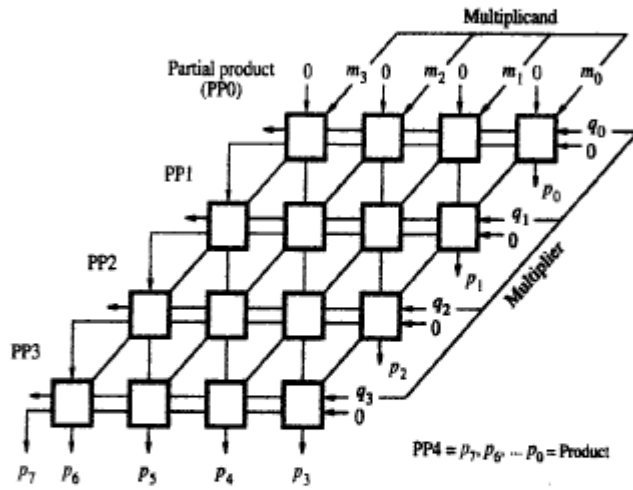 Multiplicand
Partial product
(PP0)
0 m3 0 m2 0 m1 0 m0
q0
0
PP1
p0
q1
0
PP2
p1
Multiplier
q2
0
PP3
p2
q3
0
p7 p6 p5 p4 p3
PP4 = p7, p6, ... p0 = Product